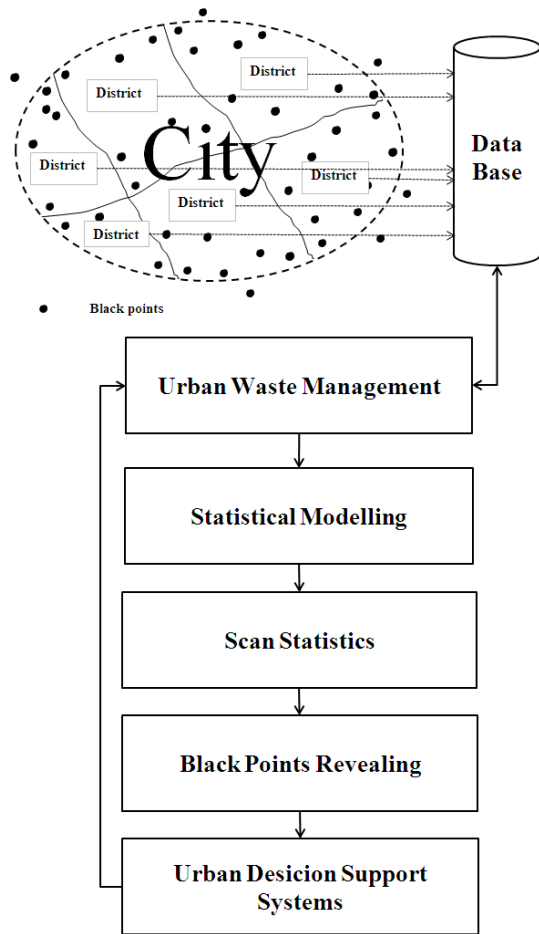 District
District
City
District
District
District
District
Data
Base
Black points
Urban Waste Management
Statistical Modelling
Scan Statistics
Black Points Revealing
Urban Desicion Support
Systems